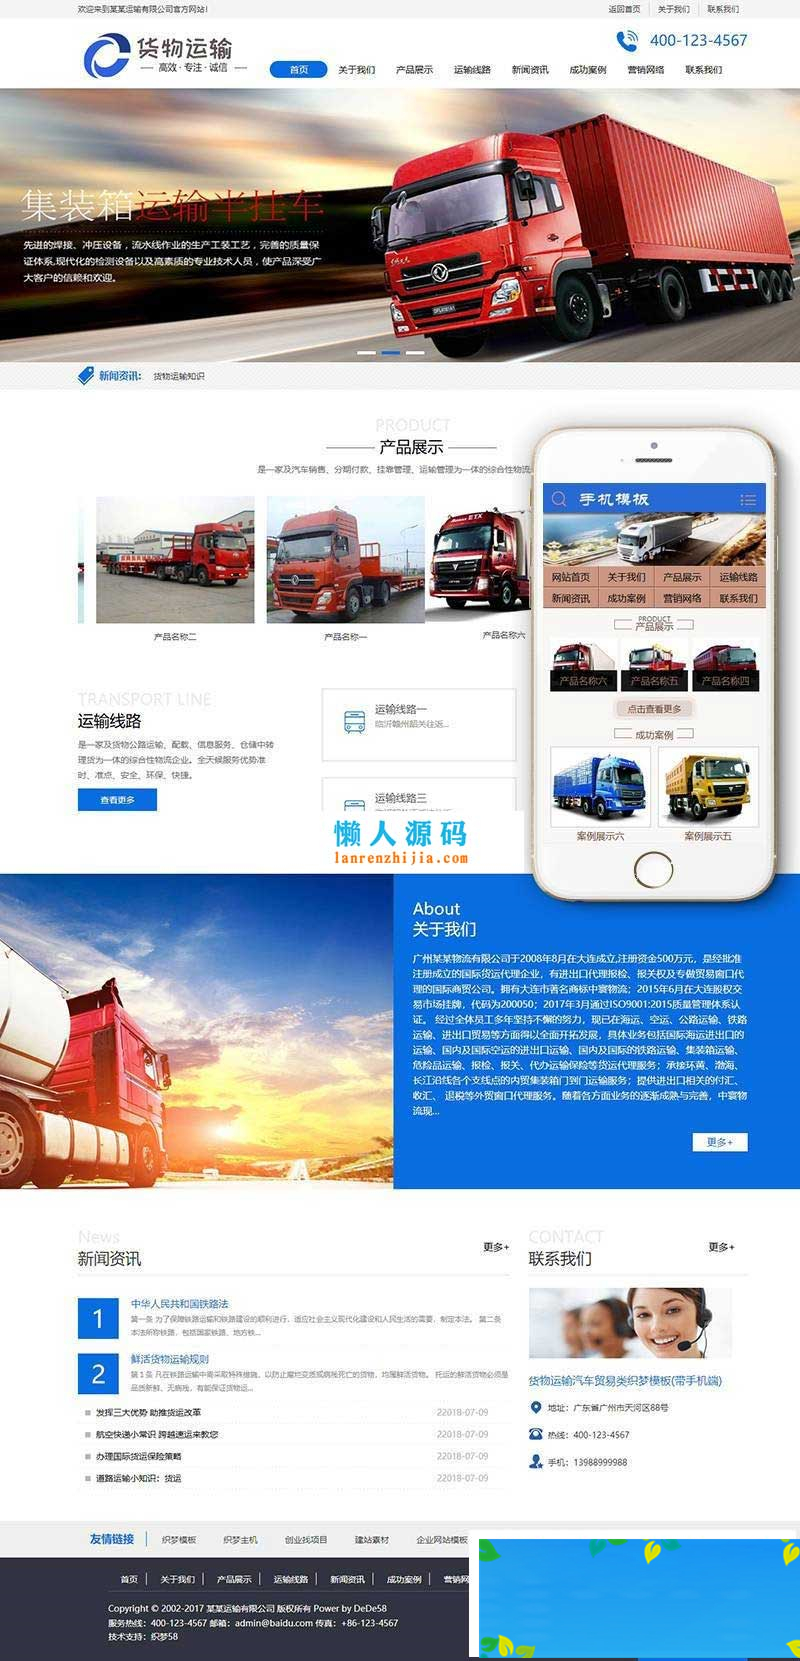 欢迎来到某某运输有限公司官方网站!
返回首页 关于我们 联系我们
货物运输
高效·专注·诚信
400-123-4567
首页 关于我们 产品展示 运输线路 新闻资讯 成功案例 营销网络 联系我们
集装箱运输半挂车
先进的焊接、冲压设备，流水线作业的生产工装工艺，完善的质量保
证体系,现代化的检测设备以及高素质的专业技术人员，使产品深受广
大客户的信赖和欢迎。
新闻资讯:
货物运输知识
PRODUCT
产品展示
是一家及汽车销售、分期付款、挂靠管理、运输管理为一体的综合性物流
产品名称二
产品名称一
产品名称六
TRANSPORT LINE
运输线路
是一家及货物公路运输、配载、信息服务、仓储中转
理货为一体的综合性物流企业。全天候服务优势准
时、准点、安全、环保、快捷。
查看更多
运输线路一
临沂赣州韶关往返...
运输线路三
懒人源码
lanrenzhijia.com
手机模板
网站首页 关于我们 产品展示 运输线路
新闻资讯 成功案例 营销网络 联系我们
PRODUCT
产品展示
产品名称六 产品名称五 产品名称四
点击查看更多
成功案例
案例展示六 案例展示五
About
关于我们
广州某某物流有限公司于2008年8月在大连成立,注册资金500万元，是经批准
注册成立的国际货运代理企业，有进出口代理报检、报关权及专做贸易窗口代
理的国际商贸公司。拥有大连市著名商标中寰物流；2015年6月在大连股权交
易市场挂牌，代码为200050；2017年3月通过ISO9001:2015质量管理体系认
证。 经过全体员工多年坚持不懈的努力，现已在海运、空运、公路运输、铁路
运输、进出口贸易等方面得以全面开拓发展，具体业务包括国际海运进出口的
运输、国内及国际空运的进出口运输、国内及国际的铁路运输、集装箱运输、
危险品运输、报检、报关、代办运输保险等货运代理服务；承接环黄、渤海、
长江沿线各个支线点的内贸集装箱门到门运输服务；提供进出口相关的付汇、
收汇、 退税等外贸窗口代理服务。随着各方面业务的逐渐成熟与完善，中寰物
流现...
更多+
News
新闻资讯
更多+
1
中华人民共和国铁路法
第一条 为了保障铁路运输和铁路建设的顺利进行，适应社会主义现代化建设和人民生活的需要，制定本法。 第二条
本法所称铁路，包括国家铁路、地方铁...
2
鲜活货物运输规则
第 1 条 凡在铁路运输中需采取特殊措施，以防止腐烂变质或病残死亡的货物，均属鲜活货物。 托运的鲜活货物必须是
品质新鲜、无病残，有能保证货物运...
发挥三大优势 助推货运改革 22018-07-09
航空快递小常识 跨越速运来教您 22018-07-09
办理国际货运保险策略 22018-07-09
道路运输小知识：货运 22018-07-09
CONTACT
联系我们
更多+
货物运输汽车贸易类织梦模板(带手机端)
地址：广东省广州市天河区88号
热线：400-123-4567
手机：13988999988
友情链接 织梦模板 织梦主机 创业找项目 建站素材 企业网站模板
首页 关于我们 产品展示 运输线路 新闻资讯 成功案例 营销网
Copyright © 2002-2017 某某运输有限公司 版权所有 Power by DeDe58
服务热线：400-123-4567 邮箱：admin@baidu.com 传真：+86-123-4567
技术支持：织梦58